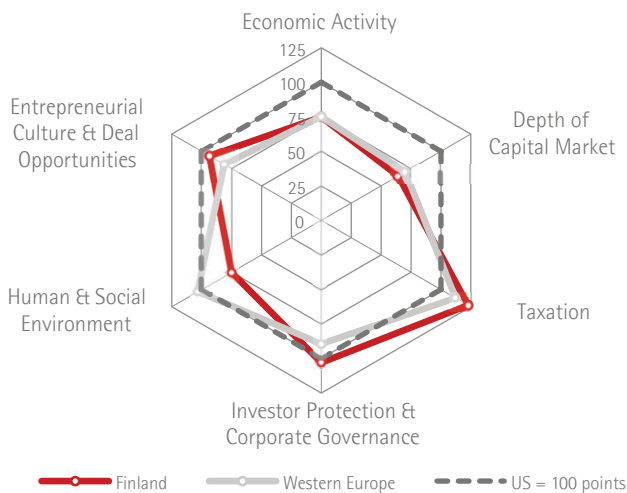 Economic Activity
125
100
75
50
25
0
Entrepreneurial
Culture & Deal
Opportunities
Depth of
Capital Market
Human & Social
Environment
Taxation
Investor Protection &
Corporate Governance
Finland
Western Europe
US = 100 points